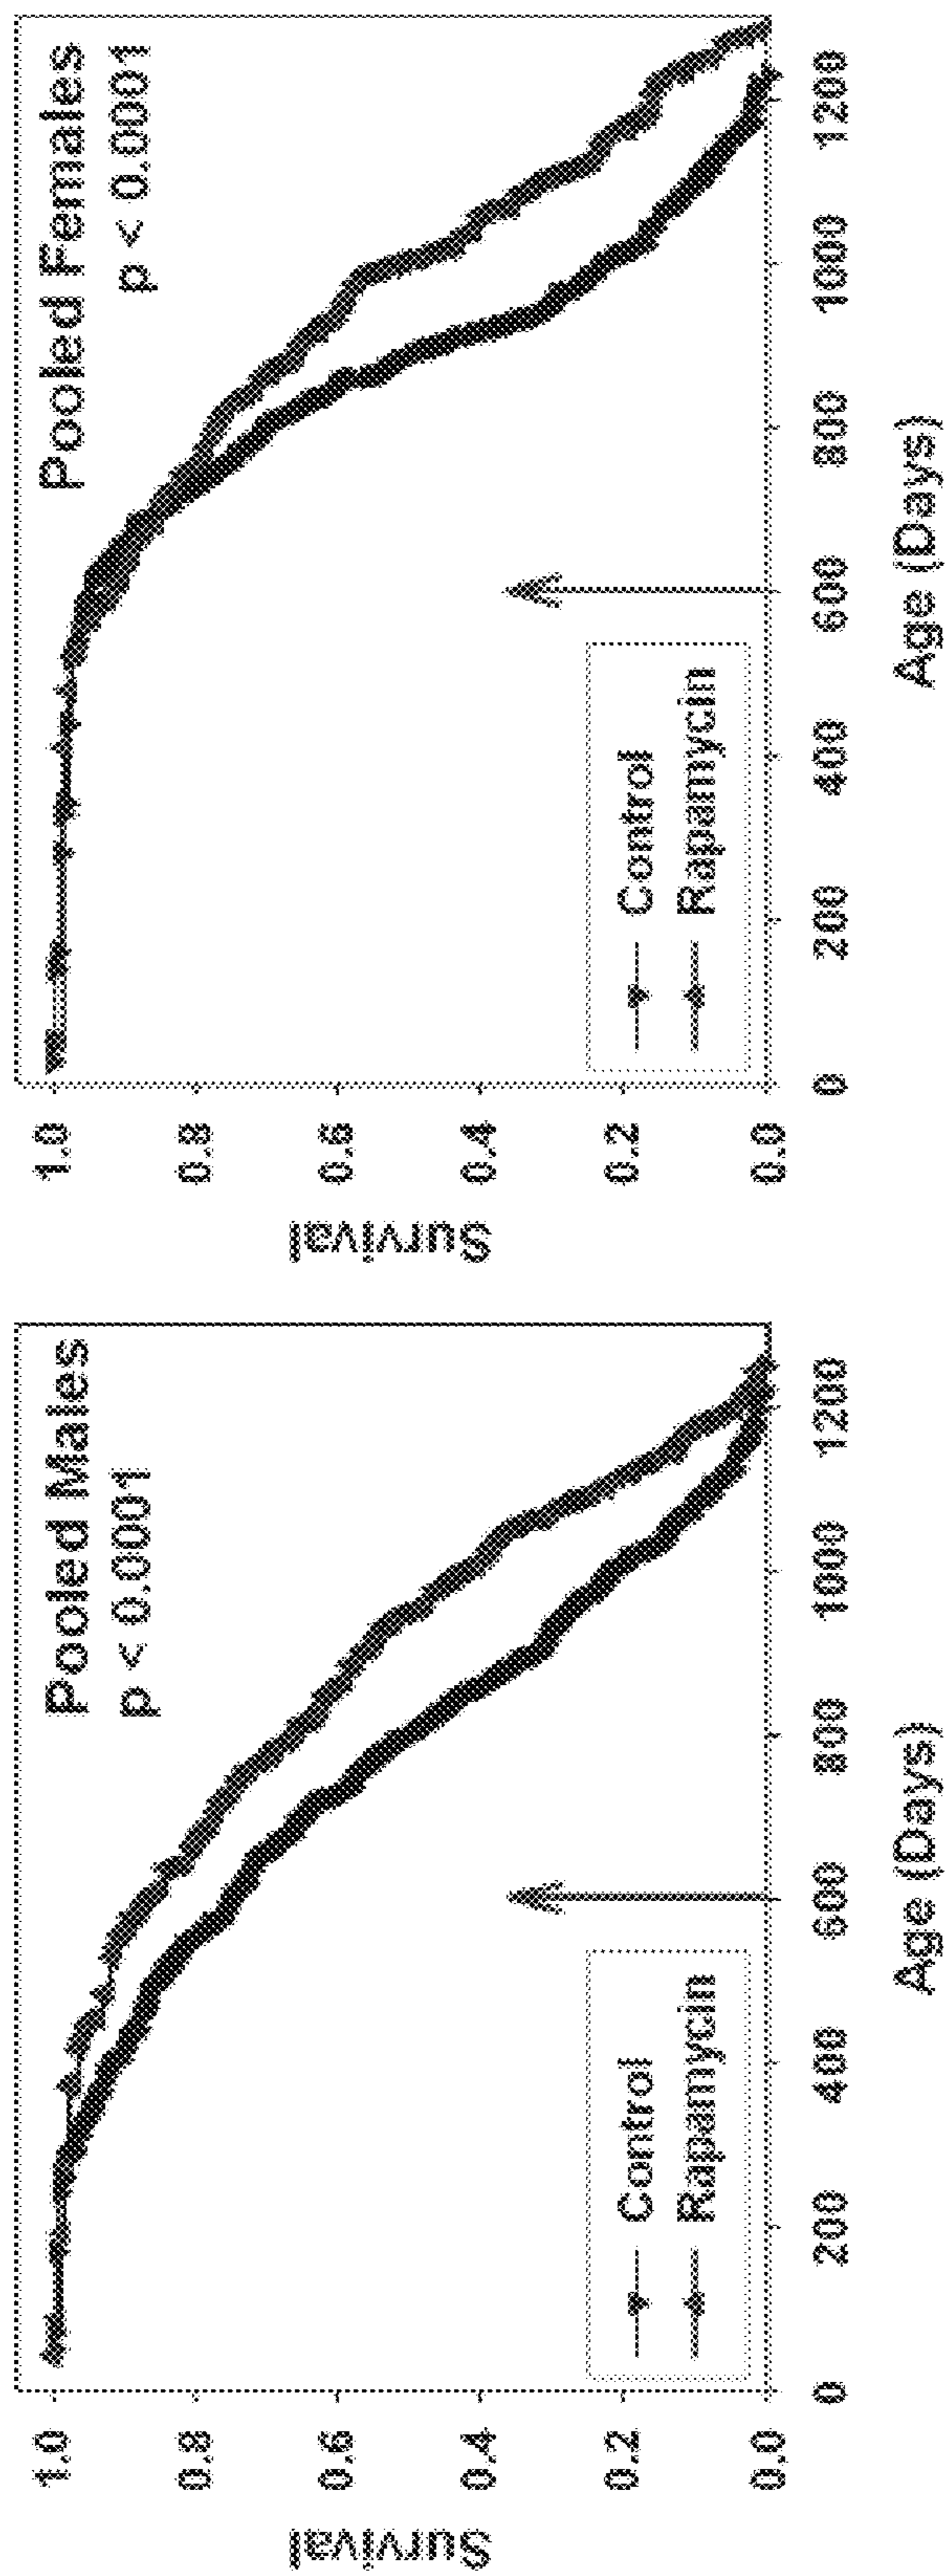 Pooled Males
p < 0.0001
Survival
1.0
0.8
0.6
0.4
0.2
0.0
Control
Rapamycin
0 200 400 600 800 1000 1200
Age (Days)
Pooled Females
p < 0.0001
Survival
1.0
0.8
0.6
0.4
0.2
0.0
Control
Rapamycin
0 200 400 600 800 1000 1200
Age (Days)